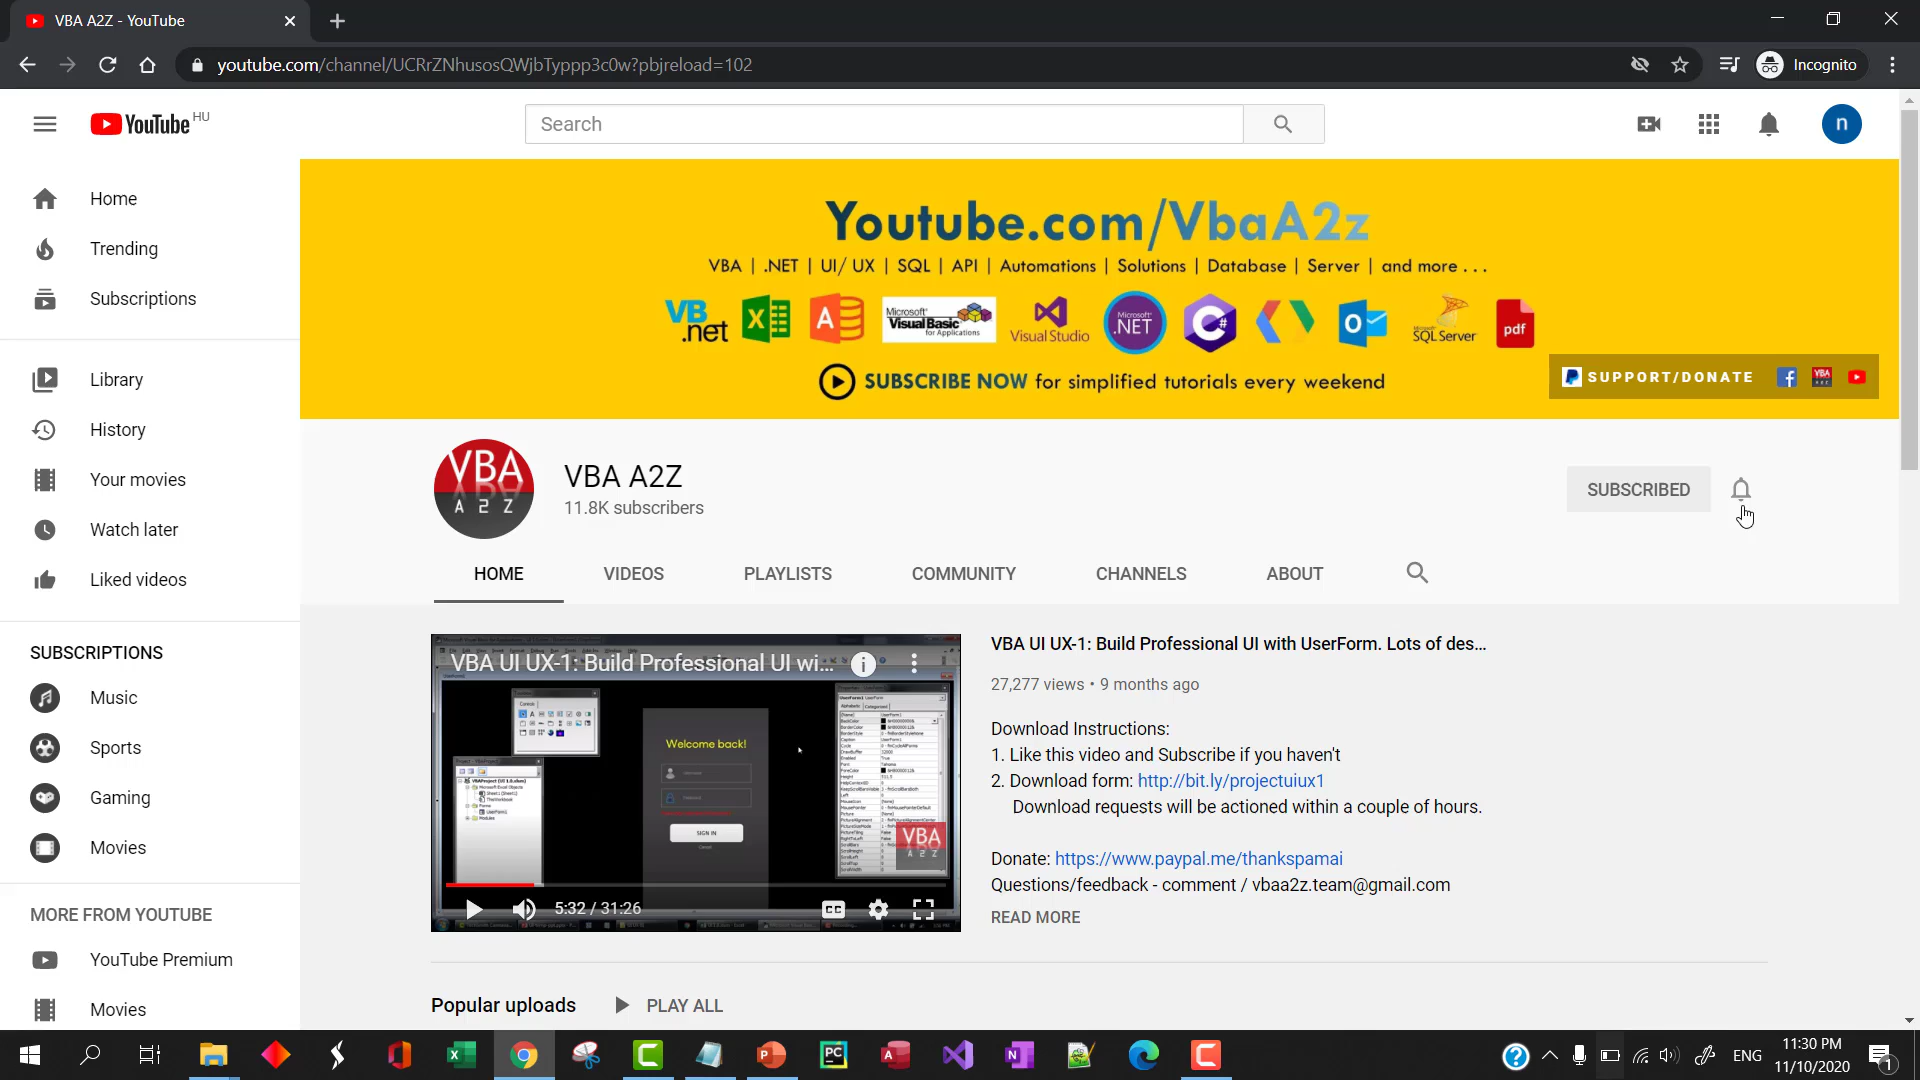 VBA A2Z - YouTube
youtube.com/channel/UCRrZNhusosQWjbTyppp3c0w?pbjreload=102
Incognito
YouTube HU
Search
n
Home
Trending
Subscriptions
Library
History
Your movies
Watch later
Liked videos
SUBSCRIPTIONS
Music
Sports
Gaming
Movies
MORE FROM YOUTUBE
YouTube Premium
Movies
Youtube.com/VbaA2z
VBA | .NET | UI/ UX | SQL | API | Automations | Solutions | Database | Server | and more . . .
VB .net
Microsoft Visual Basic for Applications
Visual Studio
Microsoft .NET
C#
SQL Server
pdf
SUBSCRIBE NOW for simplified tutorials every weekend
SUPPORT/DONATE
VBA A2Z
VBA A2Z
11.8K subscribers
SUBSCRIBED
HOME
VIDEOS
PLAYLISTS
COMMUNITY
CHANNELS
ABOUT
VBA UI UX-1: Build Professional UI wi...
Welcome back!
SIGN IN
VBA A2Z
5:32 / 31:26
CC
VBA UI UX-1: Build Professional UI with UserForm. Lots of des...
27,277 views • 9 months ago
Download Instructions:
1. Like this video and Subscribe if you haven't
2. Download form: http://bit.ly/projectuiux1
Download requests will be actioned within a couple of hours.
Donate: https://www.paypal.me/thankspamai
Questions/feedback - comment / vbaa2z.team@gmail.com
READ MORE
Popular uploads
PLAY ALL
ENG
11:30 PM
11/10/2020
1